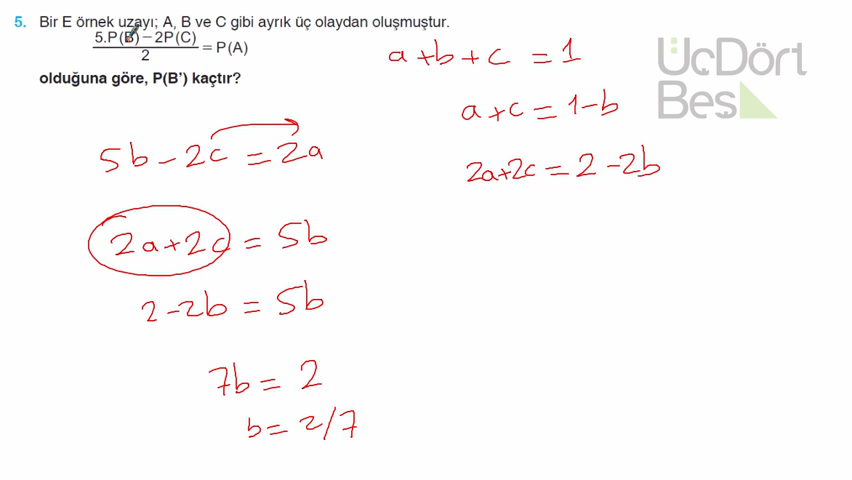 5. Bir E örnek uzayı; A, B ve C gibi ayrık üç olaydan oluşmuştur.
5.P(B) − 2P(C)
2
= P(A)
olduğuna göre, P(B') kaçtır?
5b − 2c = 2a
2a + 2c = 5b
2 − 2b = 5b
7b = 2
b = 2/7
a + b + c = 1
a + c = 1 − b
2a + 2c = 2 − 2b
ÜçDört
Beş